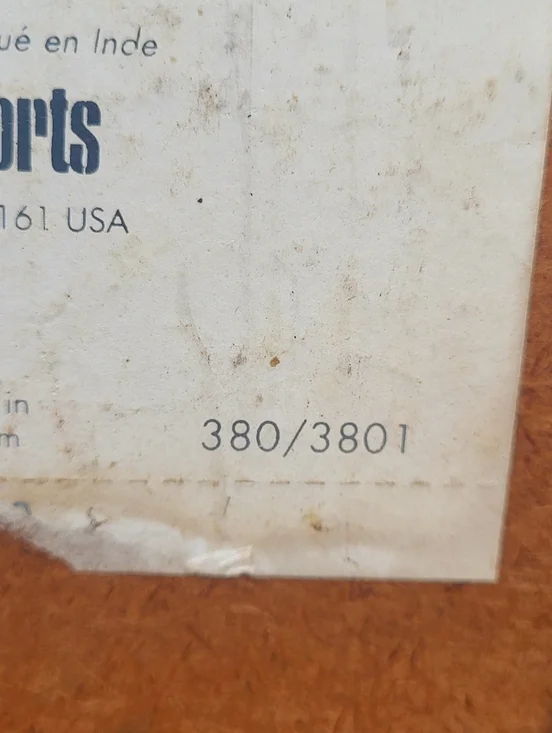 ué en Inde
orts
161 USA
in
m
380/3801